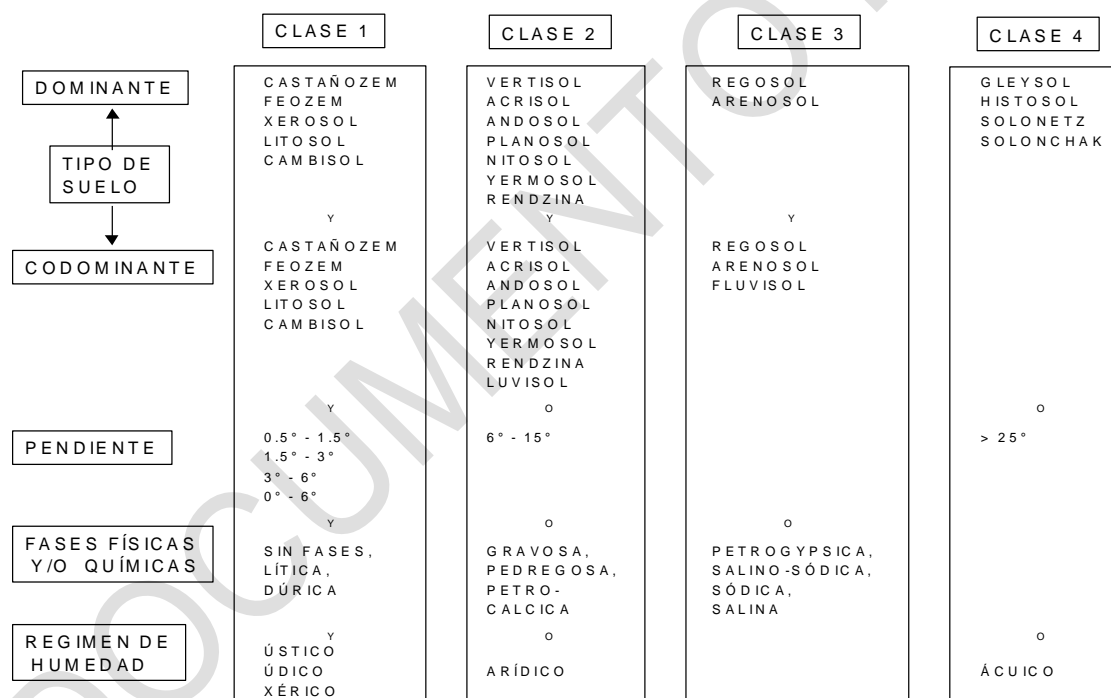 CLASE 1
CLASE 2
CLASE 3
CLASE 4
DOMINANTE
TIPO DE
SUELO
CODOMINANTE
CASTAÑOZEM
FEOZEM
XEROSOL
LITOSOL
CAMBISOL
Y
CASTAÑOZEM
FEOZEM
XEROSOL
LITOSOL
CAMBISOL
Y
VERTISOL
ACRISOL
ANDOSOL
PLANOSOL
NITOSOL
YERMOSOL
RENDZINA
Y
VERTISOL
ACRISOL
ANDOSOL
PLANOSOL
NITOSOL
YERMOSOL
RENDZINA
LUVISOL
O
REGOSOL
ARENOSOL
Y
REGOSOL
ARENOSOL
FLUVISOL
GLEYSOL
HISTOSOL
SOLONETZ
SOLONCHAK
O
PENDIENTE
0.5° - 1.5°
1.5° - 3°
3° - 6°
0° - 6°
Y
6° - 15°
O
O
> 25°
FASES FÍSICAS
Y/O QUÍMICAS
SIN FASES,
LÍTICA,
DÚRICA
Y
GRAVOSA,
PEDREGOSA,
PETRO-
CALCICA
O
PETROGYPSICA,
SALINO-SÓDICA,
SÓDICA,
SALINA
O
REGIMEN DE
HUMEDAD
ÚSTICO
ÚDICO
XÉRICO
ARÍDICO
ÁCUICO
DOCUMENTO